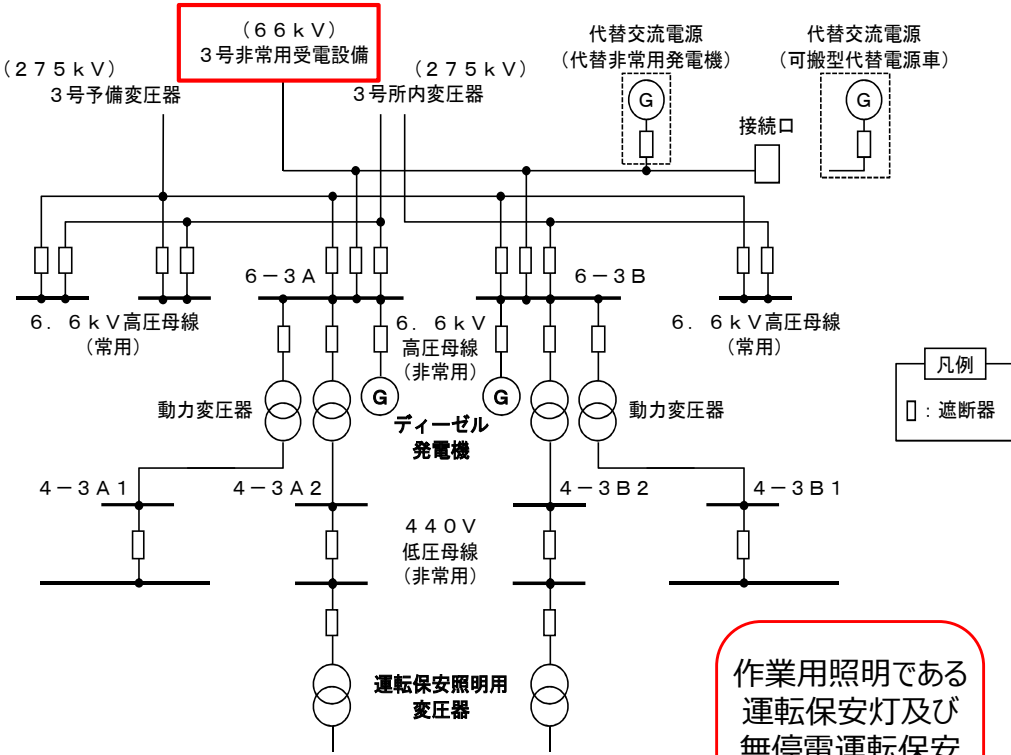 (66kV)
3号非常用受電設備
(275kV)
3号予備変圧器
(275kV)
3号所内変圧器
代替交流電源
(代替非常用発電機)
代替交流電源
(可搬型代替電源車)
G
G
接続口
6-3A
6-3B
6.6kV高圧母線
(常用)
6.6kV
高圧母線
(非常用)
6.6kV高圧母線
(常用)
凡例
:遮断器
動力変圧器
G
G
動力変圧器
ディーゼル
発電機
4-3A1
4-3A2
4-3B2
4-3B1
440V
低圧母線
(非常用)
運転保安照明用
変圧器
作業用照明である
運転保安灯及び
無停電運転保安